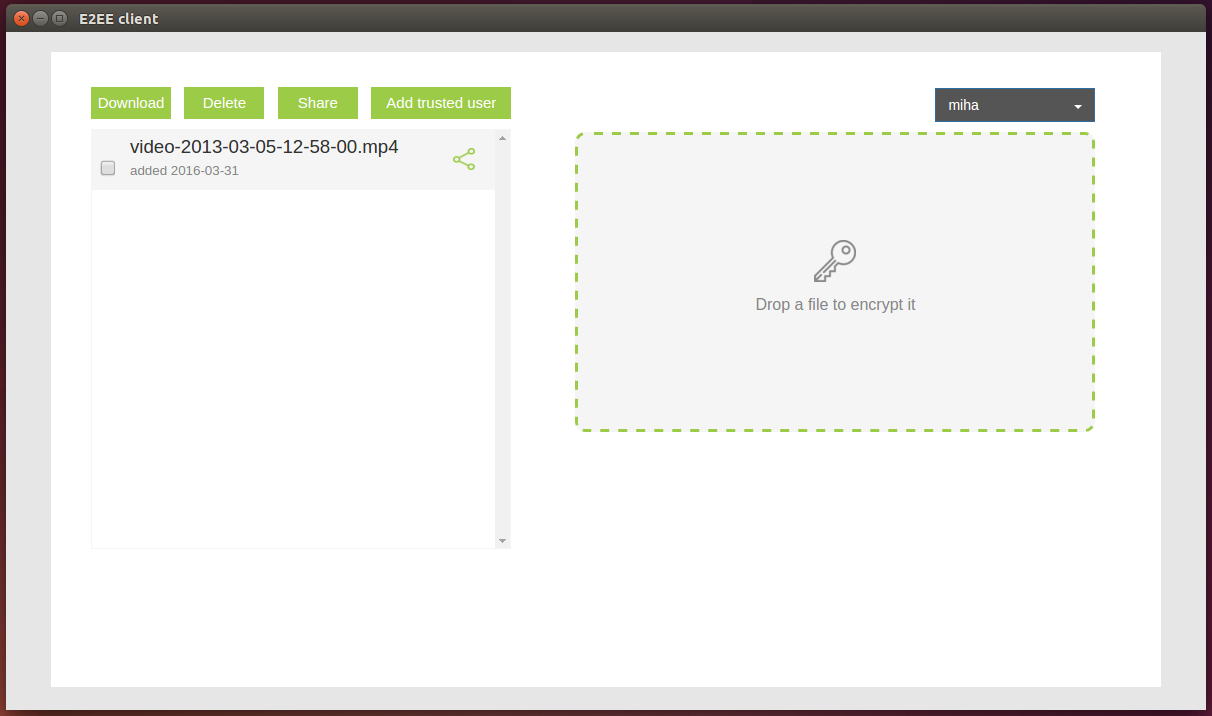 E2EE client
Download Delete Share Add trusted user
miha
video-2013-03-05-12-58-00.mp4
added 2016-03-31
Drop a file to encrypt it